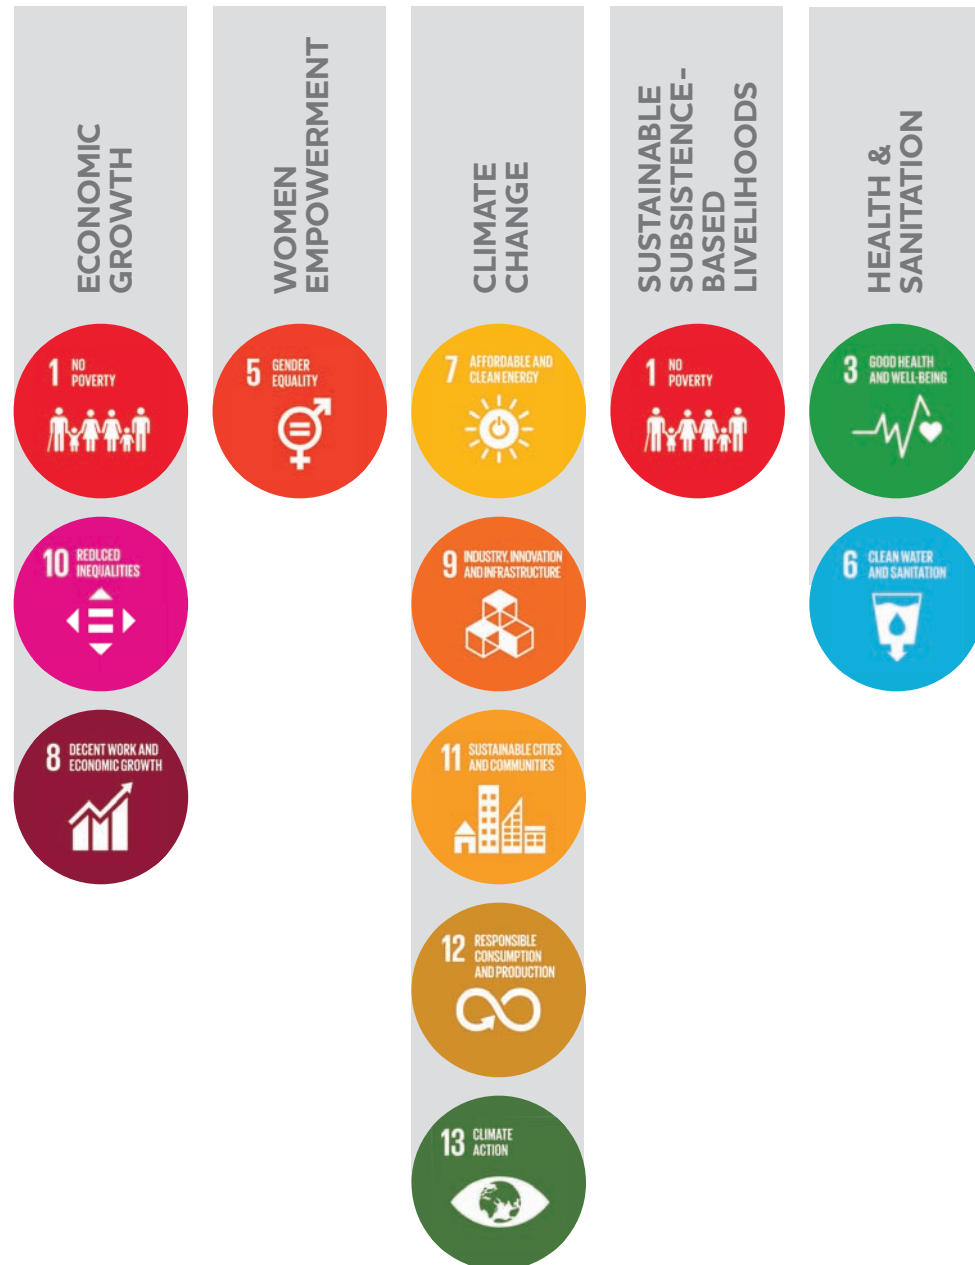 ECONOMIC
GROWTH
1 NO
POVERTY
10 REDLCED
INEQUALITIES
8 DECENT WORK AND
ECONOMIC GROWTH
WOMEN
EMPOWERMENT
5 GENDER
EQUALITY
CLIMATE
CHANGE
7 AFFORDABLE AND
CLEAN ENERGY
9 INDUSTRY, INNOVATION
AND INFRASTRUCTURE
11 SUSTAINABLE CITIES
AND COMMUNITIES
12 RESPONSIBLE
CONSUMPTION
AND PRODUCTION
13 CLIMATE
ACTION
SUSTAINABLE
SUBSISTENCE-
BASED
LIVELIHOODS
1 NO
POVERTY
HEALTH &
SANITATION
3 GOOD HEALTH
AND WELL-BEING
6 CLEAN WATER
AND SANITATION